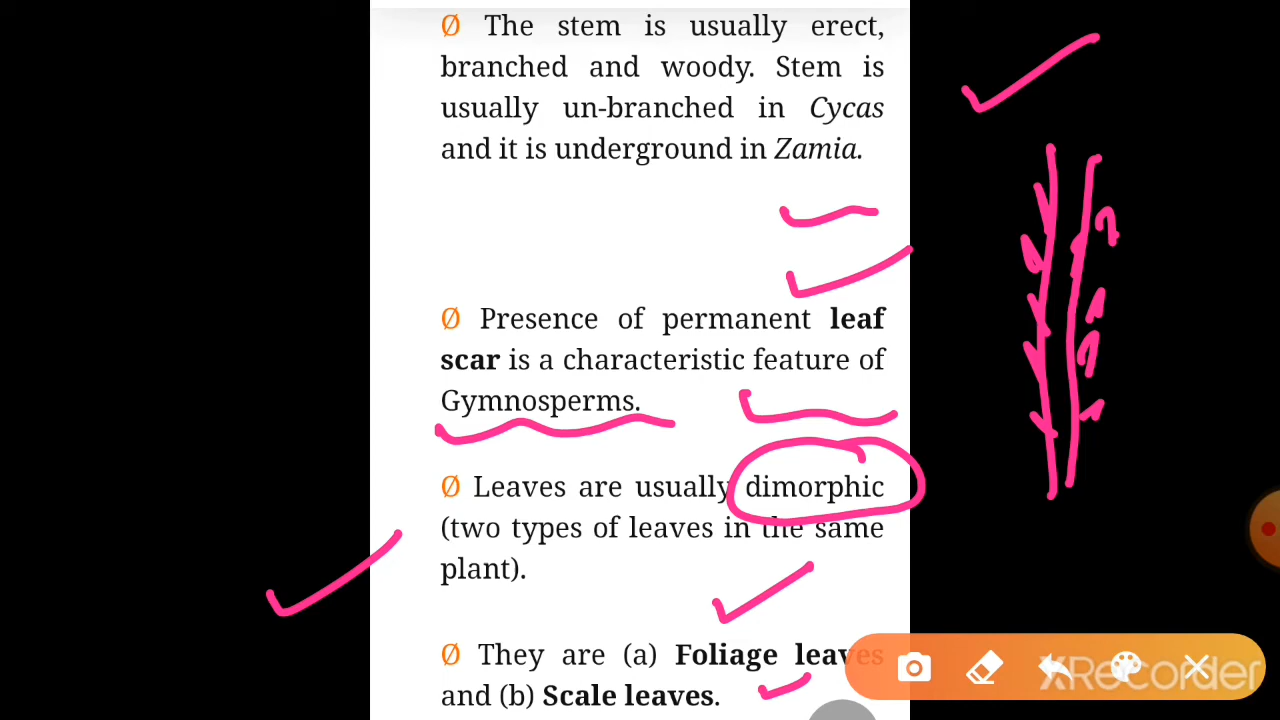 Ø The stem is usually erect,
branched and woody. Stem is
usually un-branched in Cycas
and it is underground in Zamia.
Ø Presence of permanent leaf
scar is a characteristic feature of
Gymnosperms.
Ø Leaves are usually dimorphic
(two types of leaves in the same
plant).
Ø They are (a) Foliage leaves
and (b) Scale leaves.
XRecorder